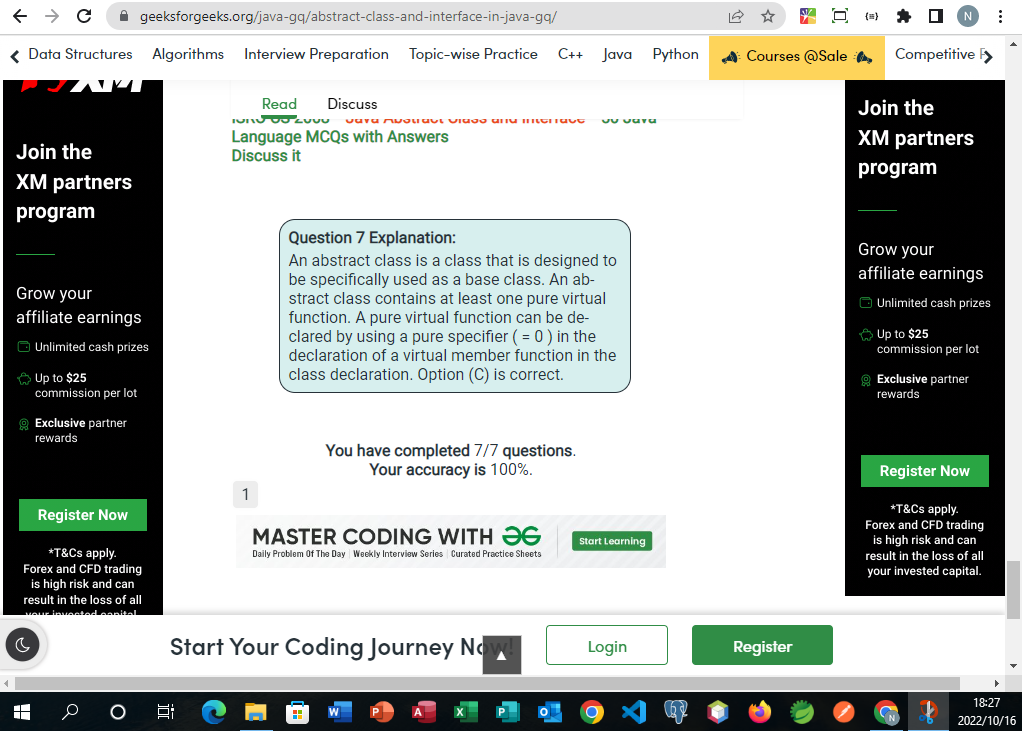 geeksforgeeks.org/java-gq/abstract-class-and-interface-in-java-gq/
N
Data Structures Algorithms Interview Preparation Topic-wise Practice C++ Java Python Courses @Sale Competitive
XM
Read Discuss
ISRO CS 2008 Java Abstract Class and Interface 50 Java
Language MCQs with Answers
Discuss it
Join the
XM partners
program
Grow your
affiliate earnings
Unlimited cash prizes
Up to $25
commission per lot
Exclusive partner
rewards
Register Now
*T&Cs apply.
Forex and CFD trading
is high risk and can
result in the loss of all
your invested capital.
Question 7 Explanation:
An abstract class is a class that is designed to
be specifically used as a base class. An ab-
stract class contains at least one pure virtual
function. A pure virtual function can be de-
clared by using a pure specifier ( = 0 ) in the
declaration of a virtual member function in the
class declaration. Option (C) is correct.
You have completed 7/7 questions.
Your accuracy is 100%.
1
MASTER CODING WITH
Daily Problem Of The Day | Weekly Interview Series | Curated Practice Sheets
Start Learning
Join the
XM partners
program
Grow your
affiliate earnings
Unlimited cash prizes
Up to $25
commission per lot
Exclusive partner
rewards
Register Now
*T&Cs apply.
Forex and CFD trading
is high risk and can
result in the loss of all
your invested capital.
Start Your Coding Journey Now!
Login
Register
18:27
2022/10/16